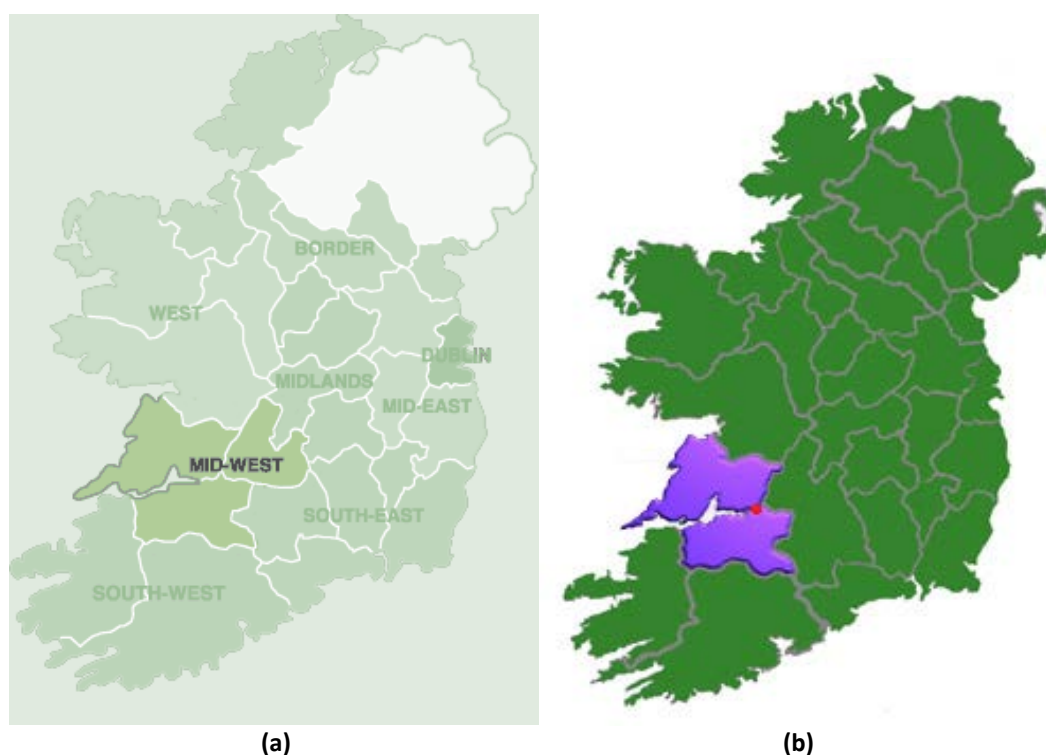 BORDER
WEST
DUBLIN
MIDLANDS
MID-EAST
MID-WEST
SOUTH-EAST
SOUTH-WEST
(a)
(b)